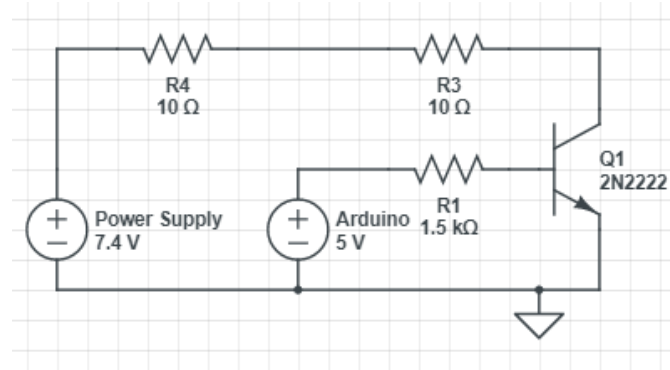 R4
10 Ω
R3
10 Ω
Q1
2N2222
Power Supply
7.4 V
Arduino
5 V
R1
1.5 kΩ